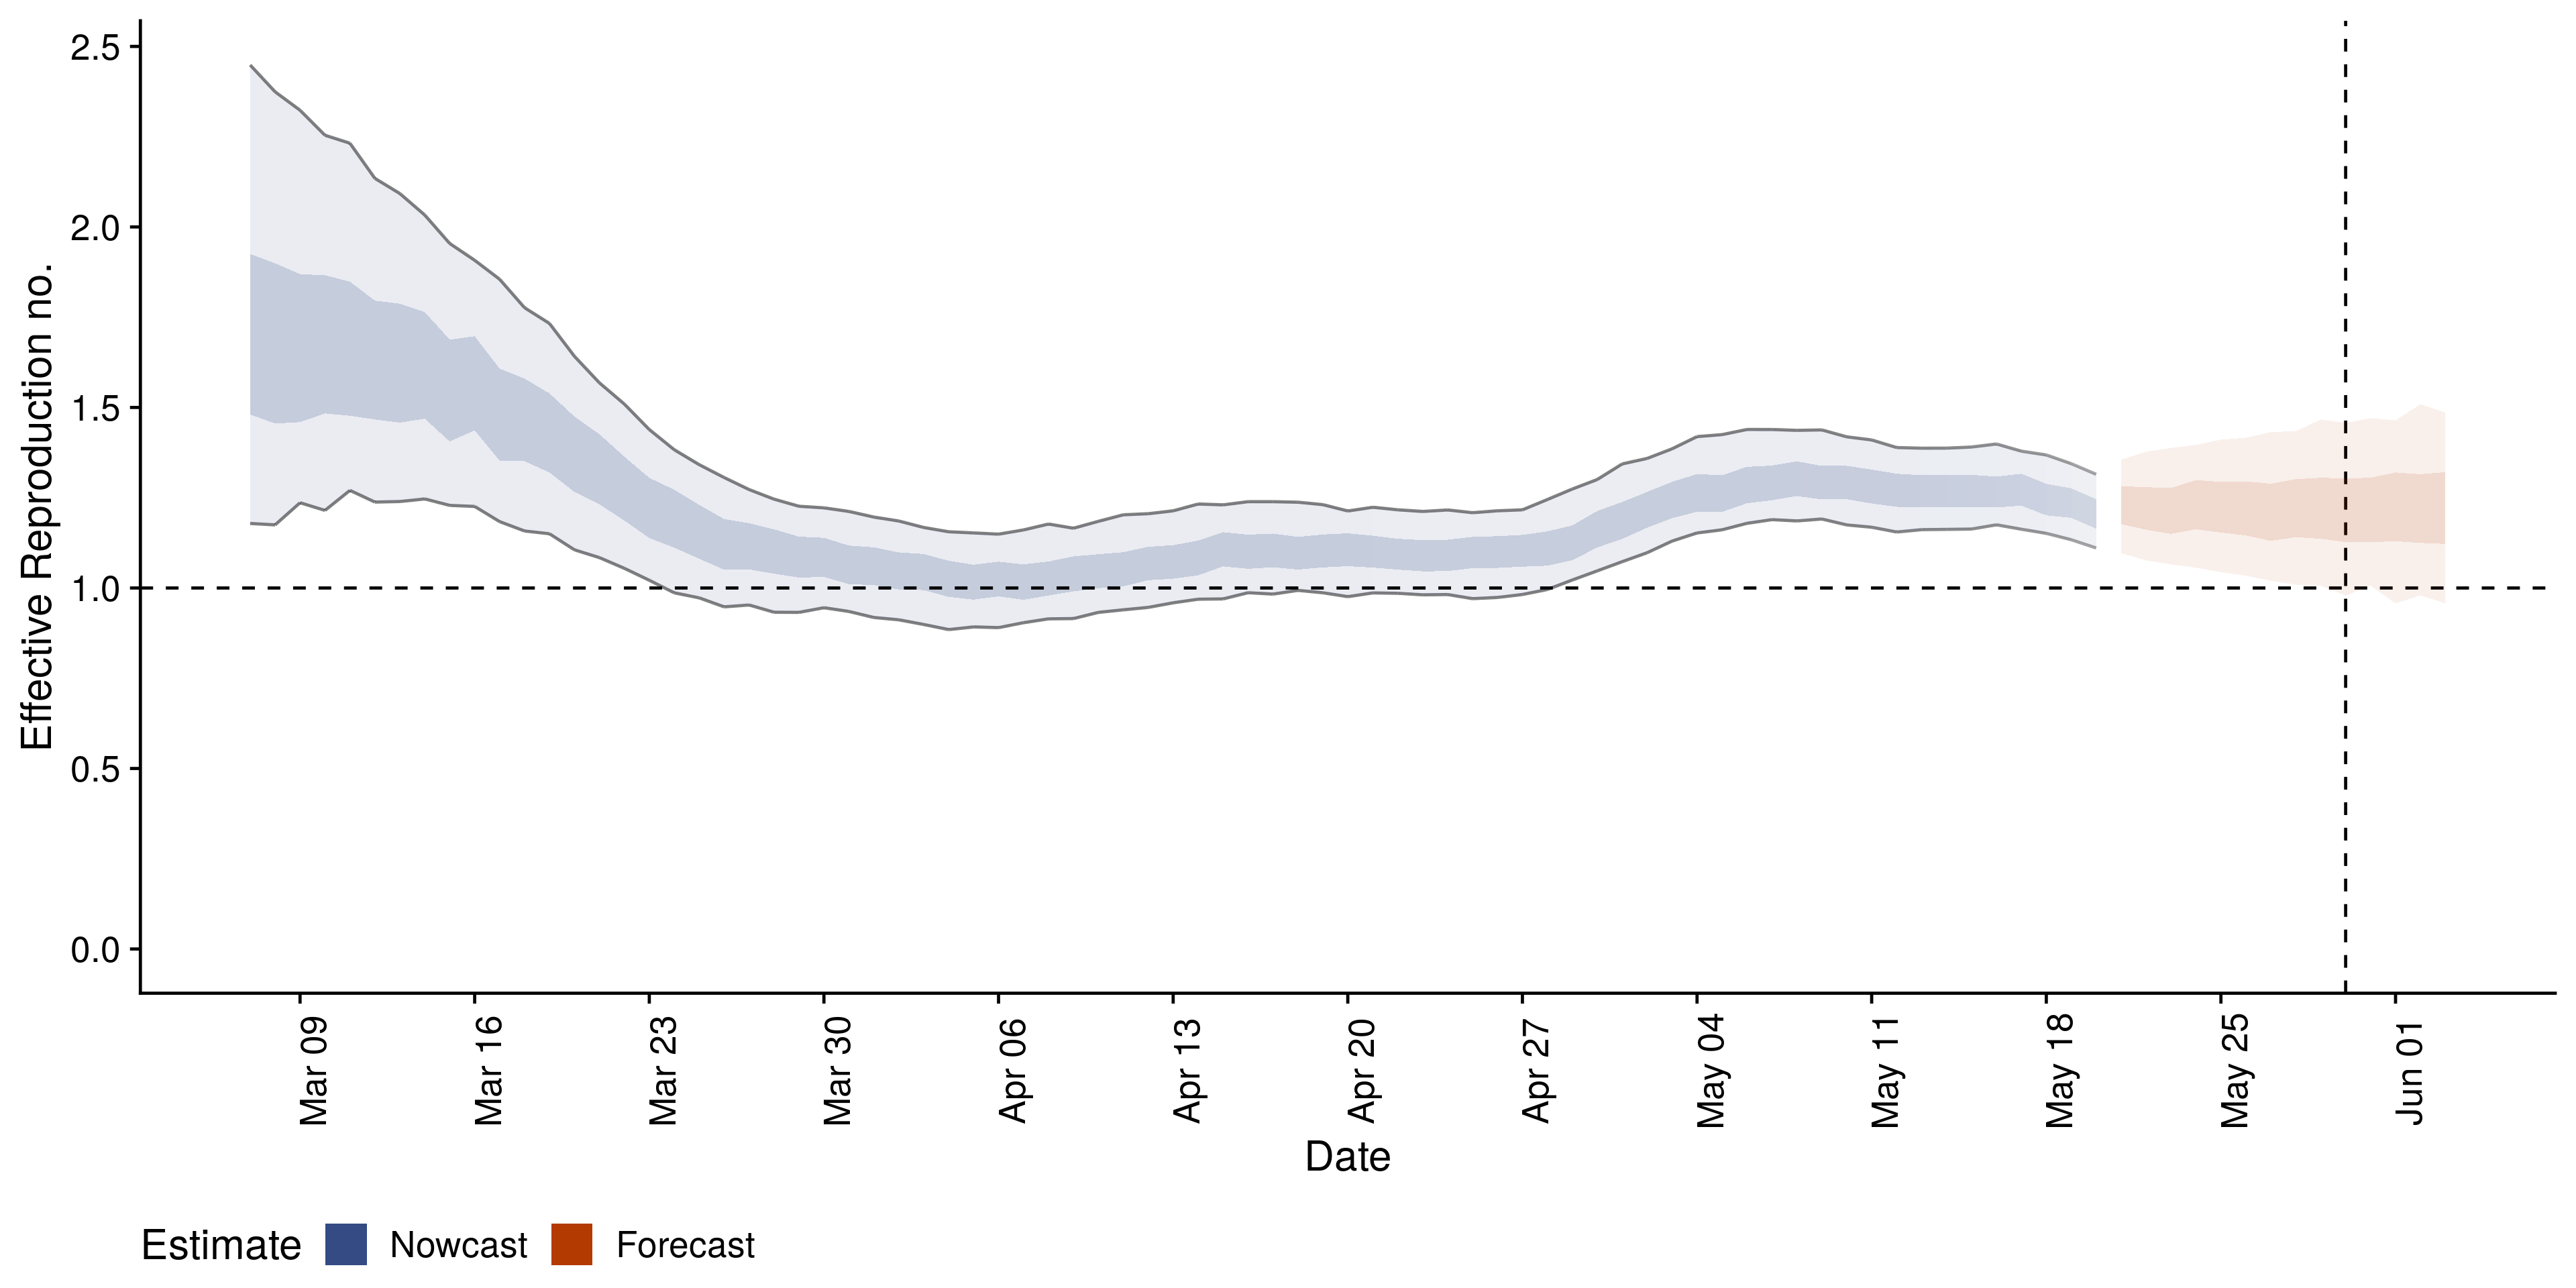 Effective Reproduction no.
2.5
2.0
1.5
1.0
0.5
0.0
Mar 09
Mar 16
Mar 23
Mar 30
Apr 06
Apr 13
Apr 20
Apr 27
May 04
May 11
May 18
May 25
Jun 01
Date
Estimate Nowcast Forecast